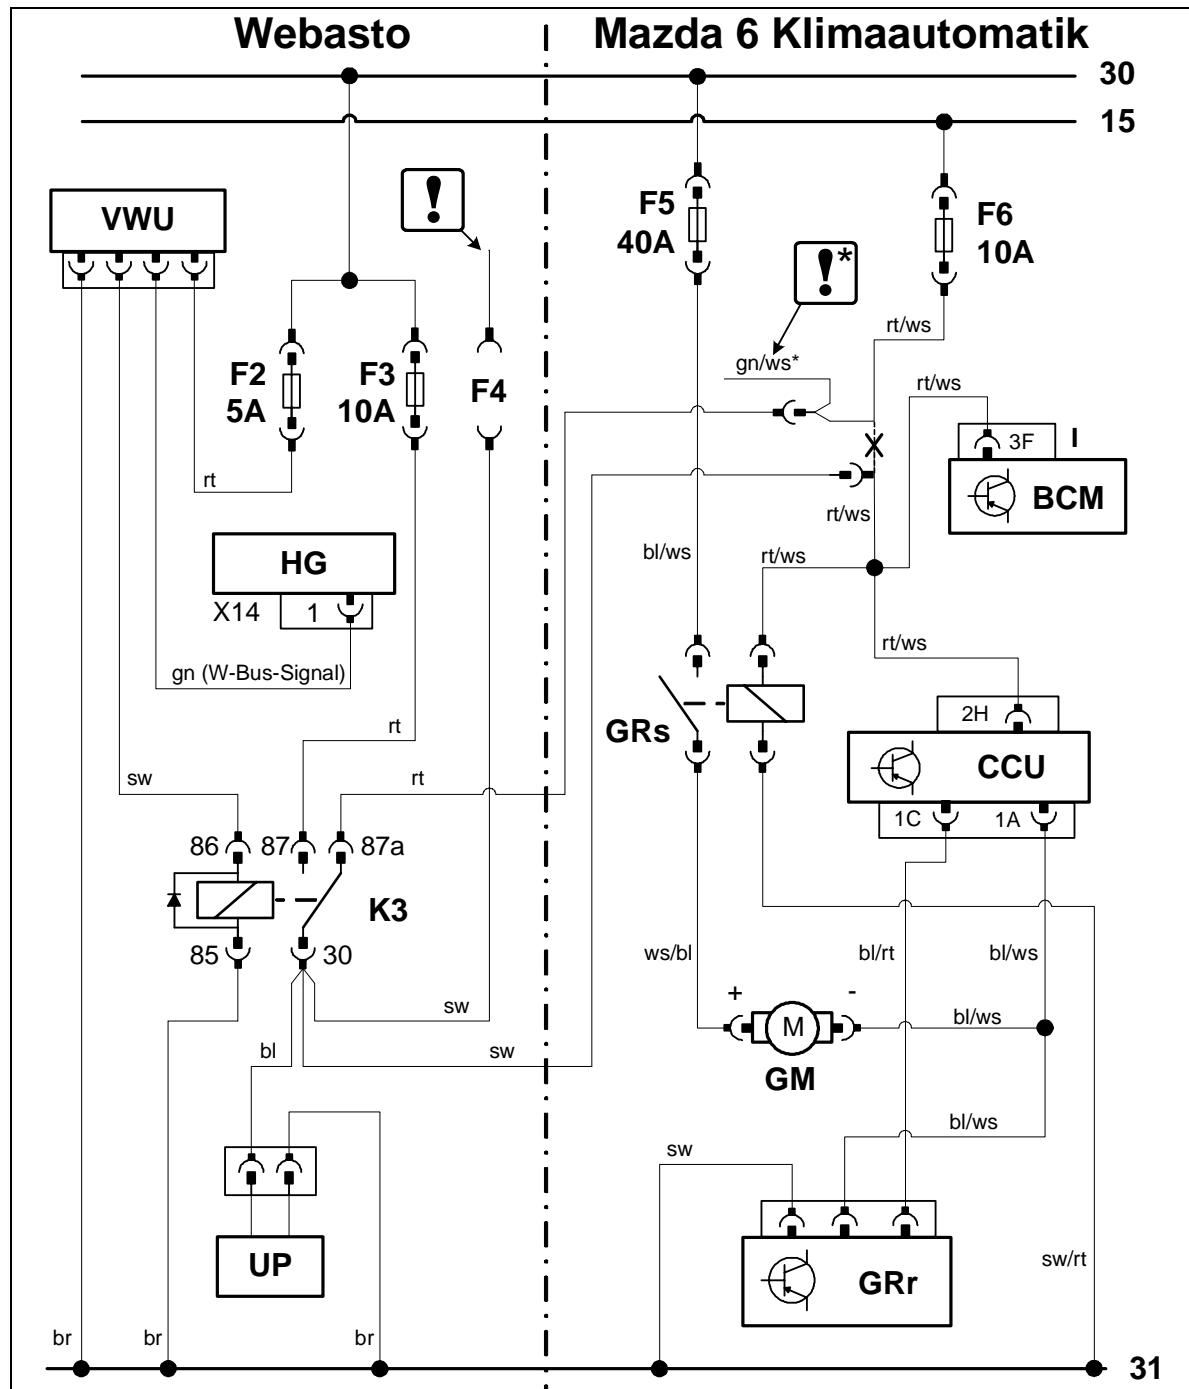 Webasto
Mazda 6 Klimaautomatik
30
15
!
VWU
F5
40A
F6
10A
!*
rt/ws
gn/ws*
F2
5A
F3
10A
F4
rt/ws
3F
I
BCM
rt
rt/ws
HG
bl/ws
rt/ws
X14
1
rt/ws
gn (W-Bus-Signal)
2H
GRs
rt
CCU
sw
rt
1C
1A
86
87
87a
K3
85
30
ws/bl
bl/rt
bl/ws
+
-
sw
M
bl/ws
bl
sw
GM
bl/ws
sw
UP
GRr
sw/rt
br
br
br
31